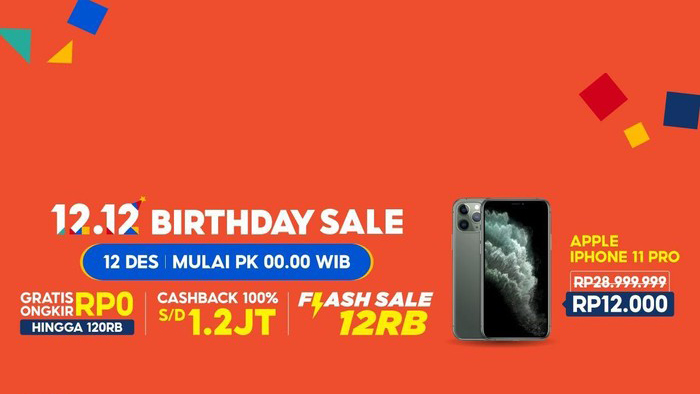 12.12 BIRTHDAY SALE
12 DES | MULAI PK 00.00 WIB
GRATIS ONGKIR RP0
HINGGA 120RB
CASHBACK 100%
S/D 1.2JT
FLASH SALE
12RB
APPLE
IPHONE 11 PRO
RP28.999.999
RP12.000